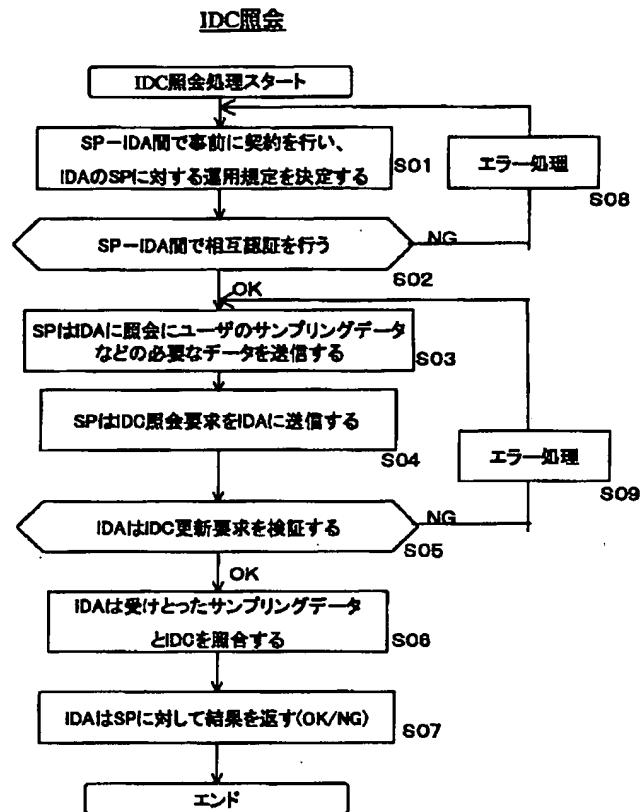 IDC照会
IDC照会処理スタート
SP－IDA間で事前に契約を行い、
IDAのSPに対する運用規定を決定する
S01
エラー処理
S08
SP－IDA間で相互認証を行う
NG
S02
OK
SPはIDAに照会にユーザのサンプリングデータ
などの必要なデータを送信する
S03
SPはIDC照会要求をIDAに送信する
S04
エラー処理
S09
IDAはIDC更新要求を検証する
NG
S05
OK
IDAは受けとったサンプリングデータ
とIDCを照合する
S06
IDAはSPに対して結果を返す(OK/NG)
S07
エンド